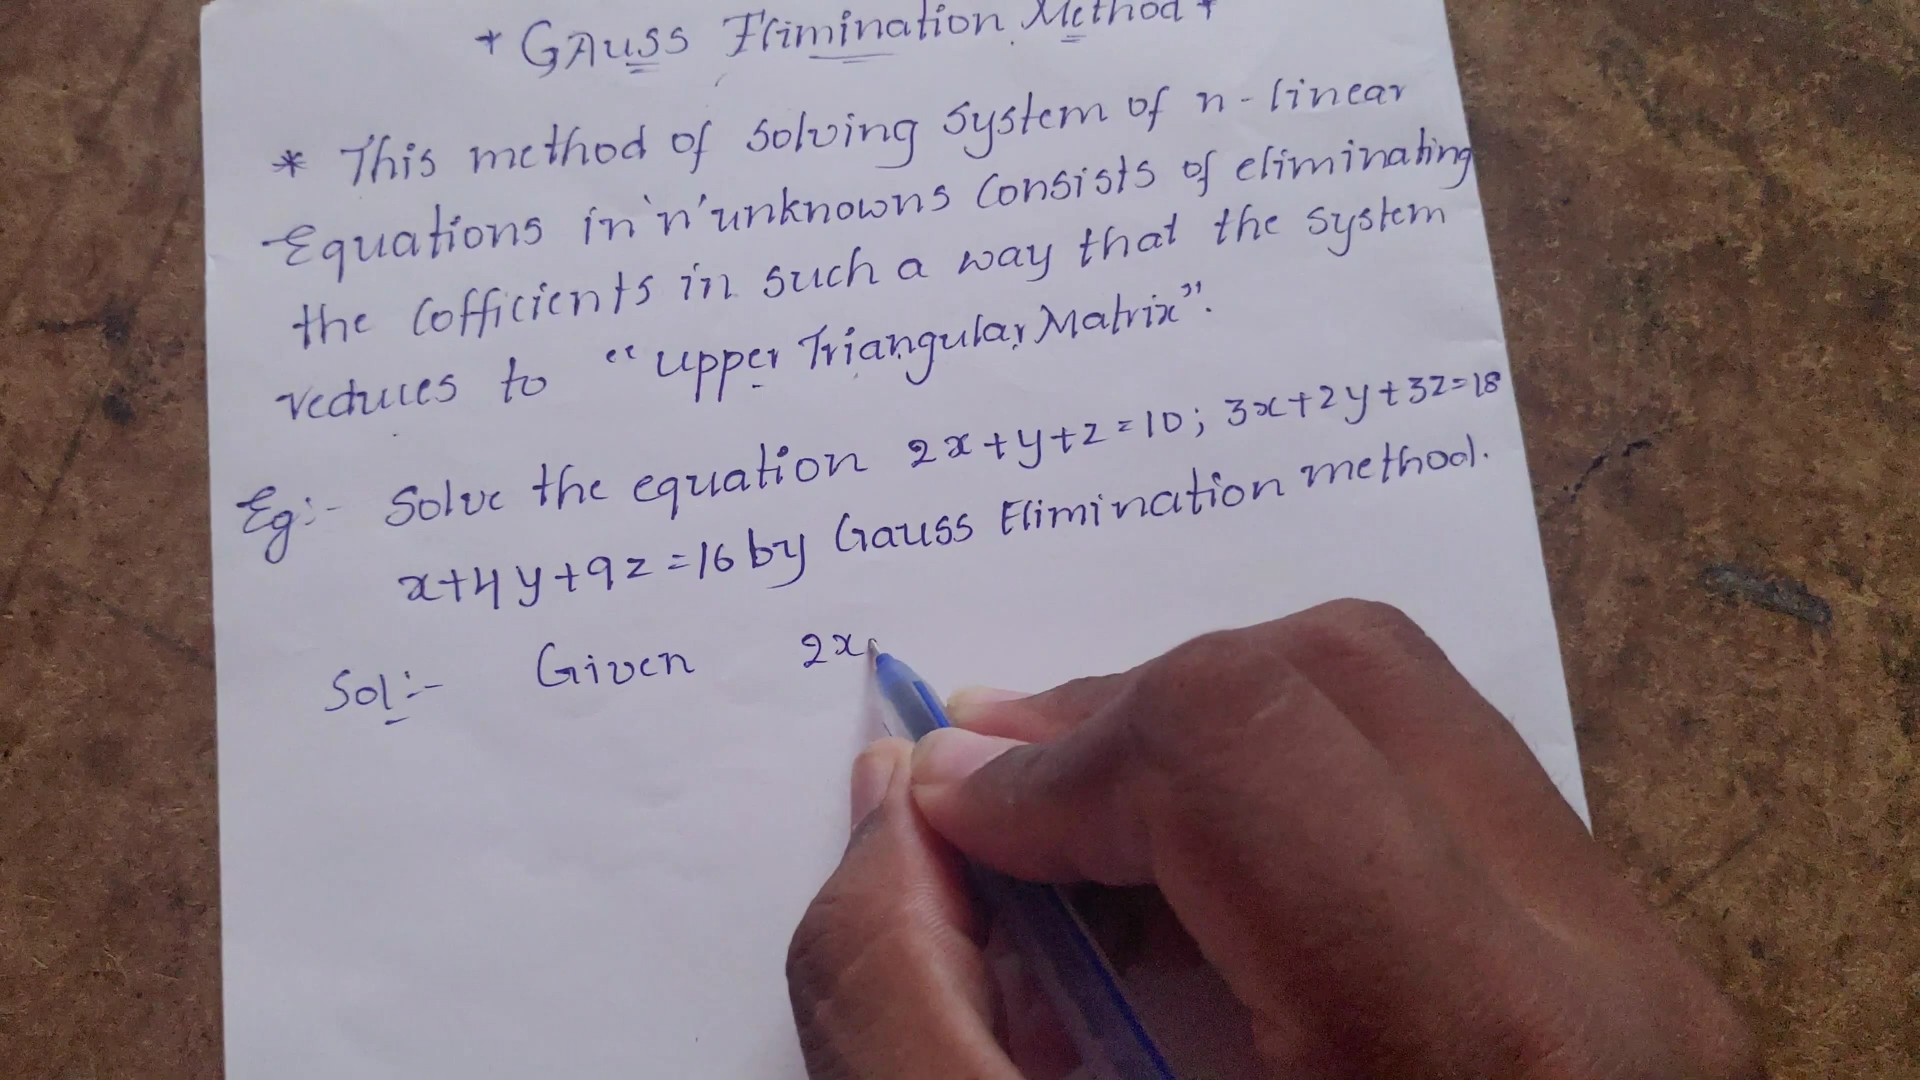 * GAUSS Elimination Method *
* This method of solving system of n-linear
Equations in 'n' unknowns consists of eliminating
the cofficients in such a way that the system
reduces to "upper Triangular Matrix".
Eg:- Solve the equation 2x+y+z=10; 3x+2y+3z=18
x+4y+9z=16 by Gauss Elimination method.
Sol:- Given 2x